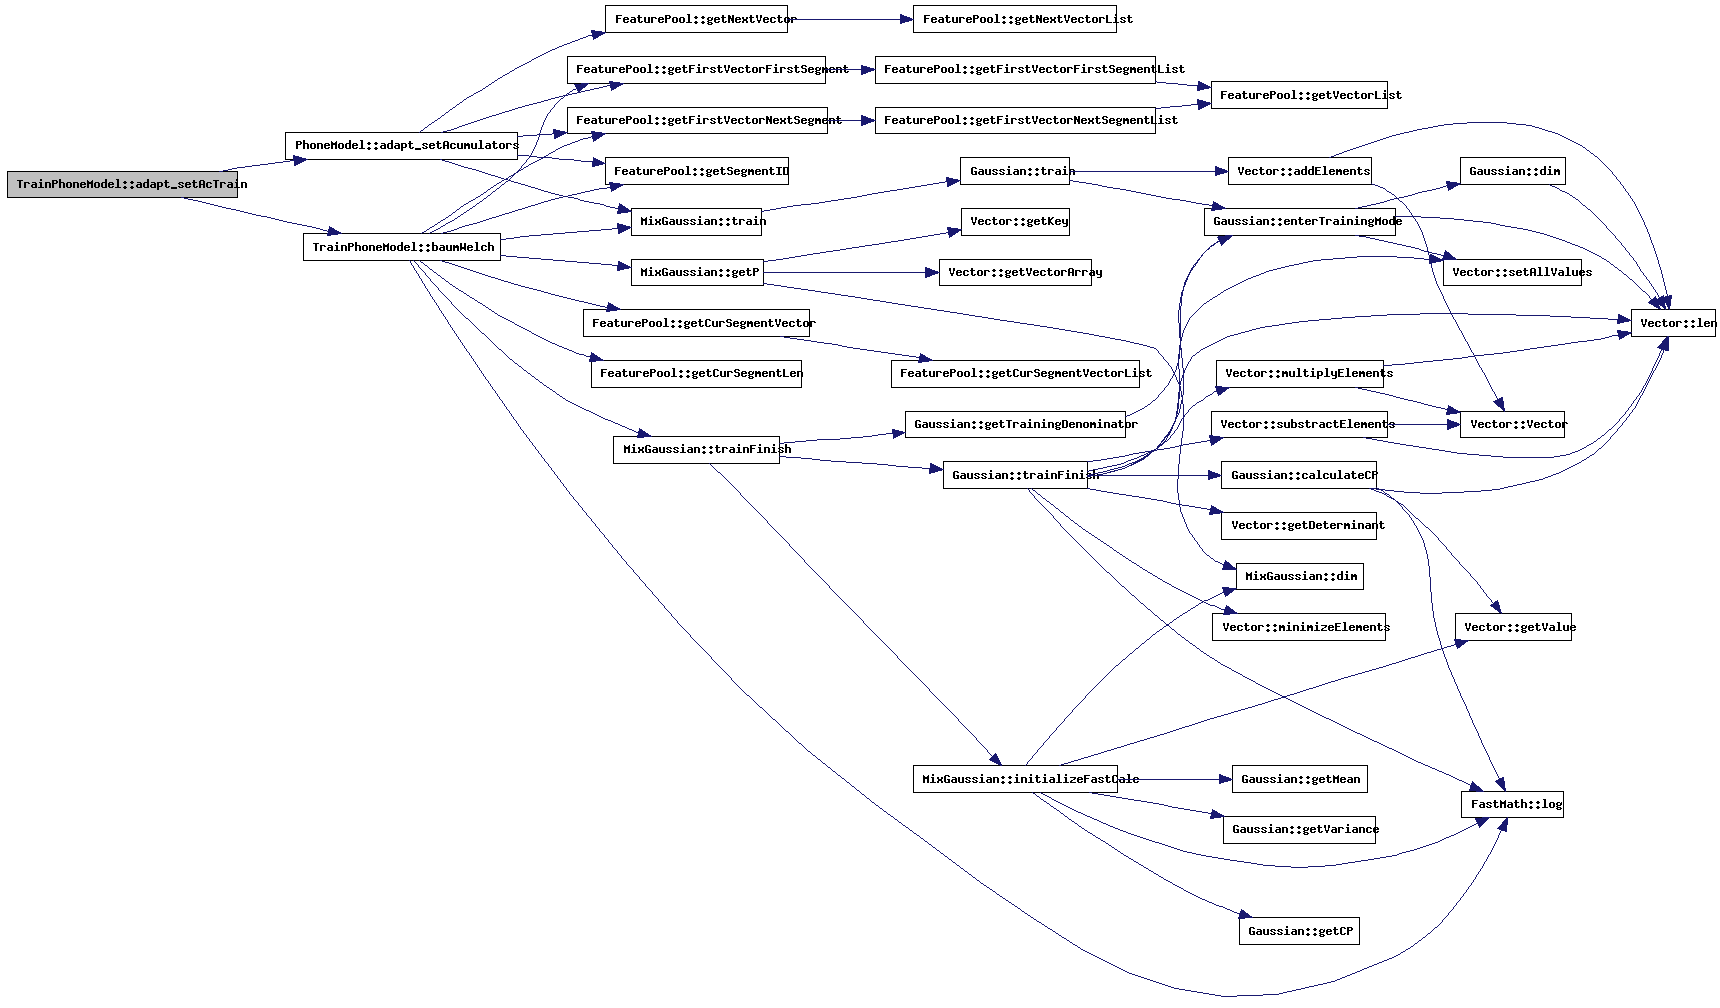 FeaturePool::getNextVector
FeaturePool::getNextVectorList
FeaturePool::getFirstVectorFirstSegment
FeaturePool::getFirstVectorFirstSegmentList
FeaturePool::getVectorList
FeaturePool::getFirstVectorNextSegment
FeaturePool::getFirstVectorNextSegmentList
PhoneModel::adapt_setAcumulators
FeaturePool::getSegmentID
Gaussian::train
Vector::addElements
Gaussian::dim
TrainPhoneModel::adapt_setAcTrain
MixGaussian::train
Vector::getKey
Gaussian::enterTrainingMode
TrainPhoneModel::baumWelch
MixGaussian::getP
Vector::getVectorArray
Vector::setAllValues
FeaturePool::getCurSegmentVector
Vector::len
FeaturePool::getCurSegmentLen
FeaturePool::getCurSegmentVectorList
Vector::multiplyElements
Gaussian::getTrainingDenominator
Vector::substractElements
Vector::Vector
MixGaussian::trainFinish
Gaussian::trainFinish
Gaussian::calculateCP
Vector::getDeterminant
MixGaussian::dim
Vector::minimizeElements
Vector::getValue
MixGaussian::initializeFastCalc
Gaussian::getMean
FastMath::log
Gaussian::getVariance
Gaussian::getCP